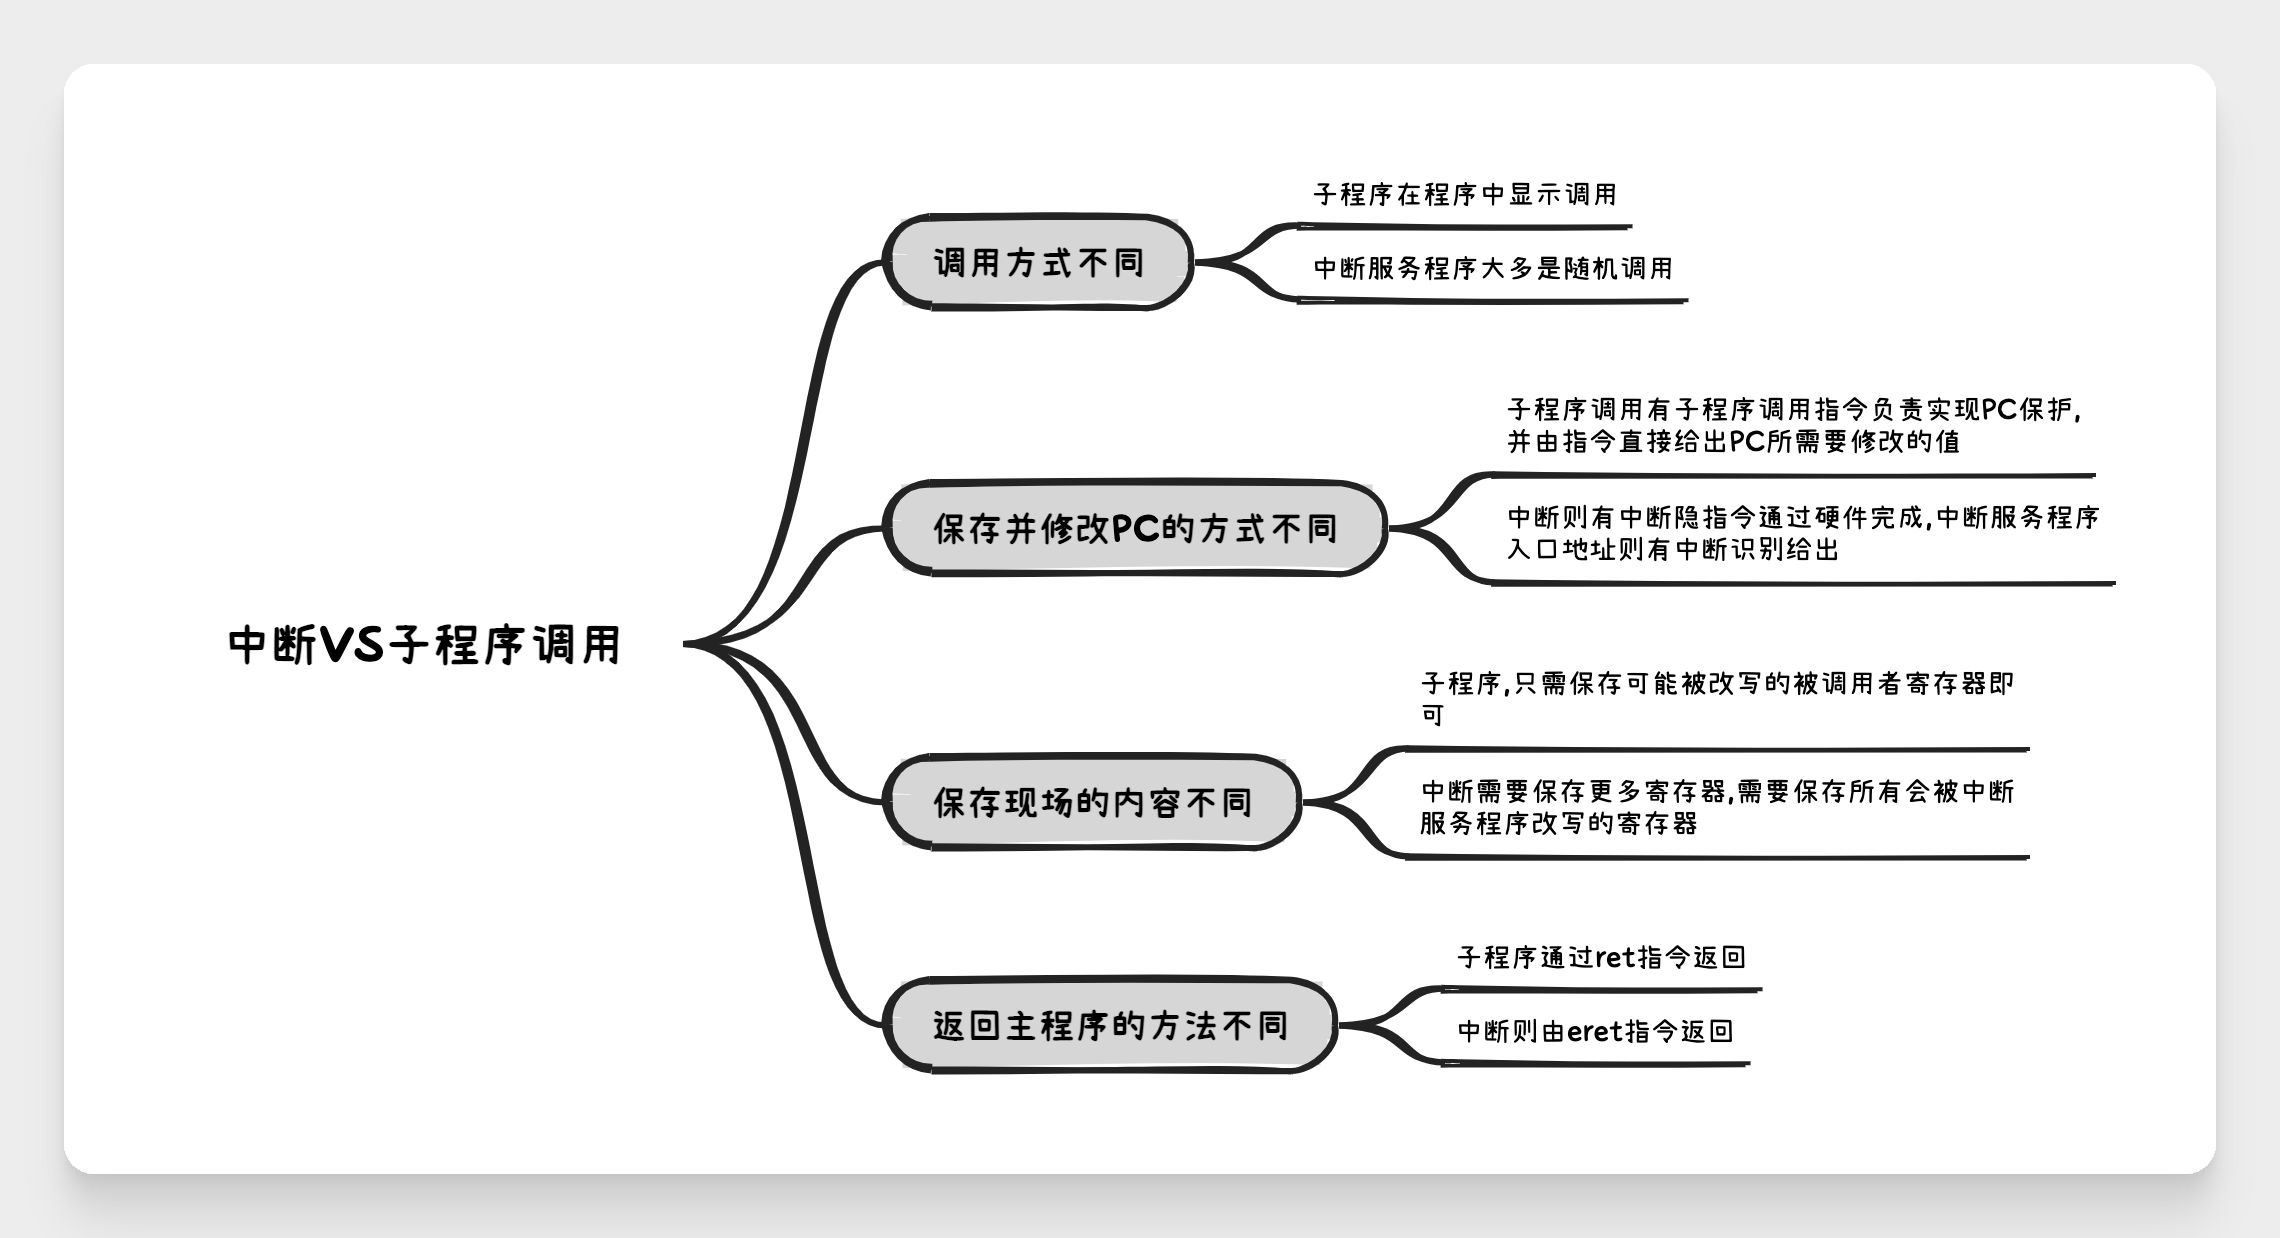 中断VS子程序调用
调用方式不同
子程序在程序中显示调用
中断服务程序大多是随机调用
保存并修改PC的方式不同
子程序调用有子程序调用指令负责实现PC保护,
并由指令直接给出PC所需要修改的值
中断则有中断隐指令通过硬件完成,中断服务程序
入口地址则有中断识别给出
保存现场的内容不同
子程序,只需保存可能被改写的被调用者寄存器即
可
中断需要保存更多寄存器,需要保存所有会被中断
服务程序改写的寄存器
返回主程序的方法不同
子程序通过ret指令返回
中断则由eret指令返回